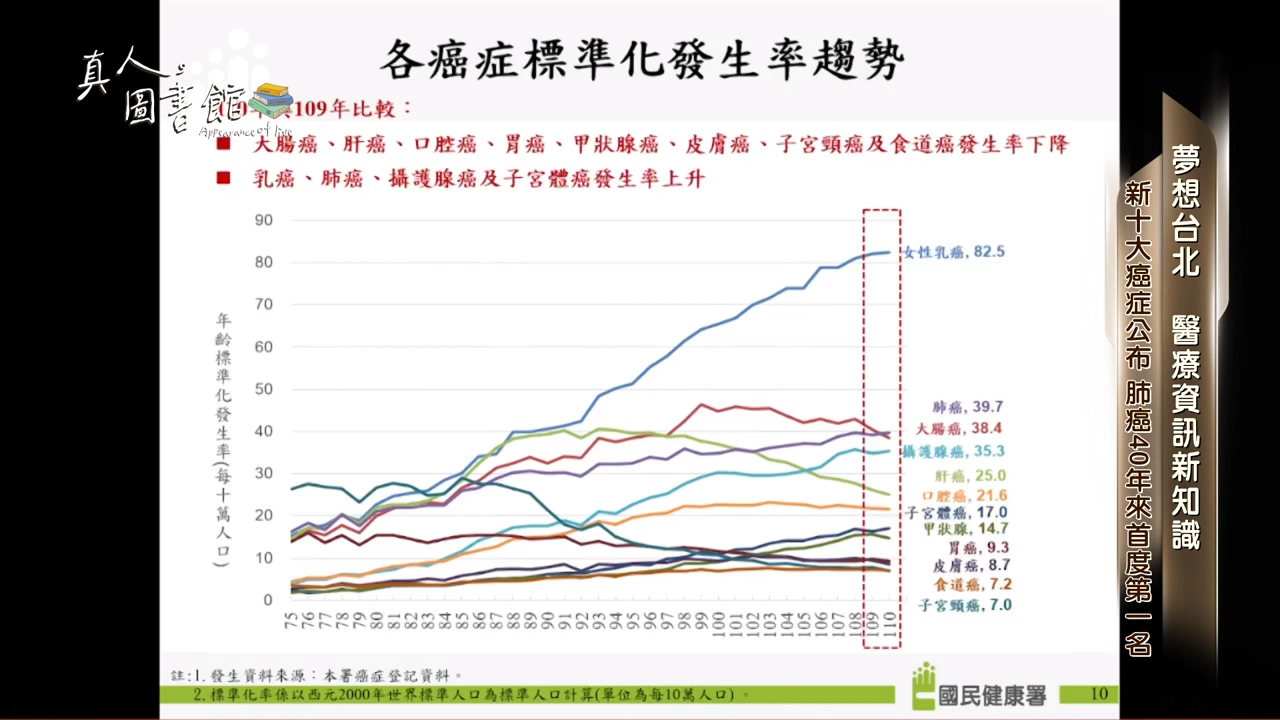 各癌症標準化發生率趨勢
真人圖書館
Appearance of live
109年比較：
大腸癌、肝癌、口腔癌、胃癌、甲狀腺癌、皮膚癌、子宮頸癌及食道癌發生率下降
乳癌、肺癌、攝護腺癌及子宮體癌發生率上升
年齡標準化發生率(每十萬人口)
90
80
70
60
50
40
30
20
10
0
75 76 77 78 79 80 81 82 83 84 85 86 87 88 89 90 91 92 93 94 95 96 97 98 99 100 101 102 103 104 105 106 107 108 109 110
女性乳癌, 82.5
肺癌, 39.7
大腸癌, 38.4
攝護腺癌, 35.3
肝癌, 25.0
口腔癌, 21.6
子宮體癌, 17.0
甲狀腺, 14.7
胃癌, 9.3
皮膚癌, 8.7
食道癌, 7.2
子宮頸癌, 7.0
註:1. 發生資料來源：本署癌症登記資料。
2. 標準化率係以西元2000年世界標準人口為標準人口計算(單位為每10萬人口)。
國民健康署
10
夢想台北 醫療資訊新知識
新十大癌症公布 肺癌40年來首度第一名